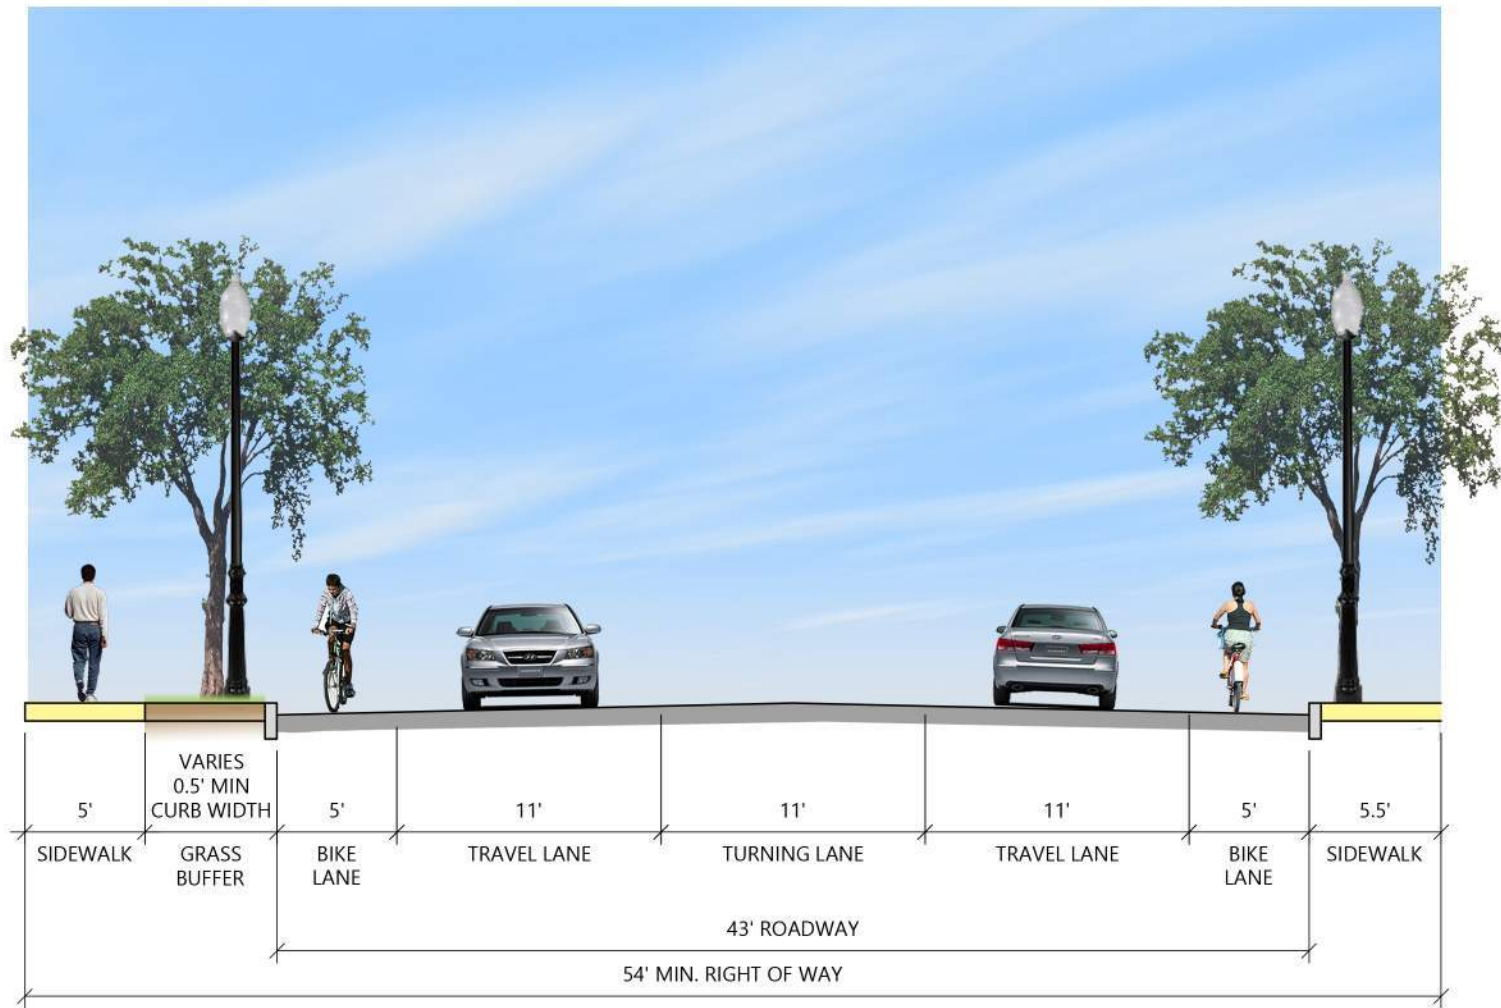 VARIES
0.5' MIN
5' CURB WIDTH 5' 11' 11' 11' 5' 5.5'
SIDEWALK GRASS BIKE TRAVEL LANE TURNING LANE TRAVEL LANE BIKE SIDEWALK
BUFFER LANE LANE
43' ROADWAY
54' MIN. RIGHT OF WAY